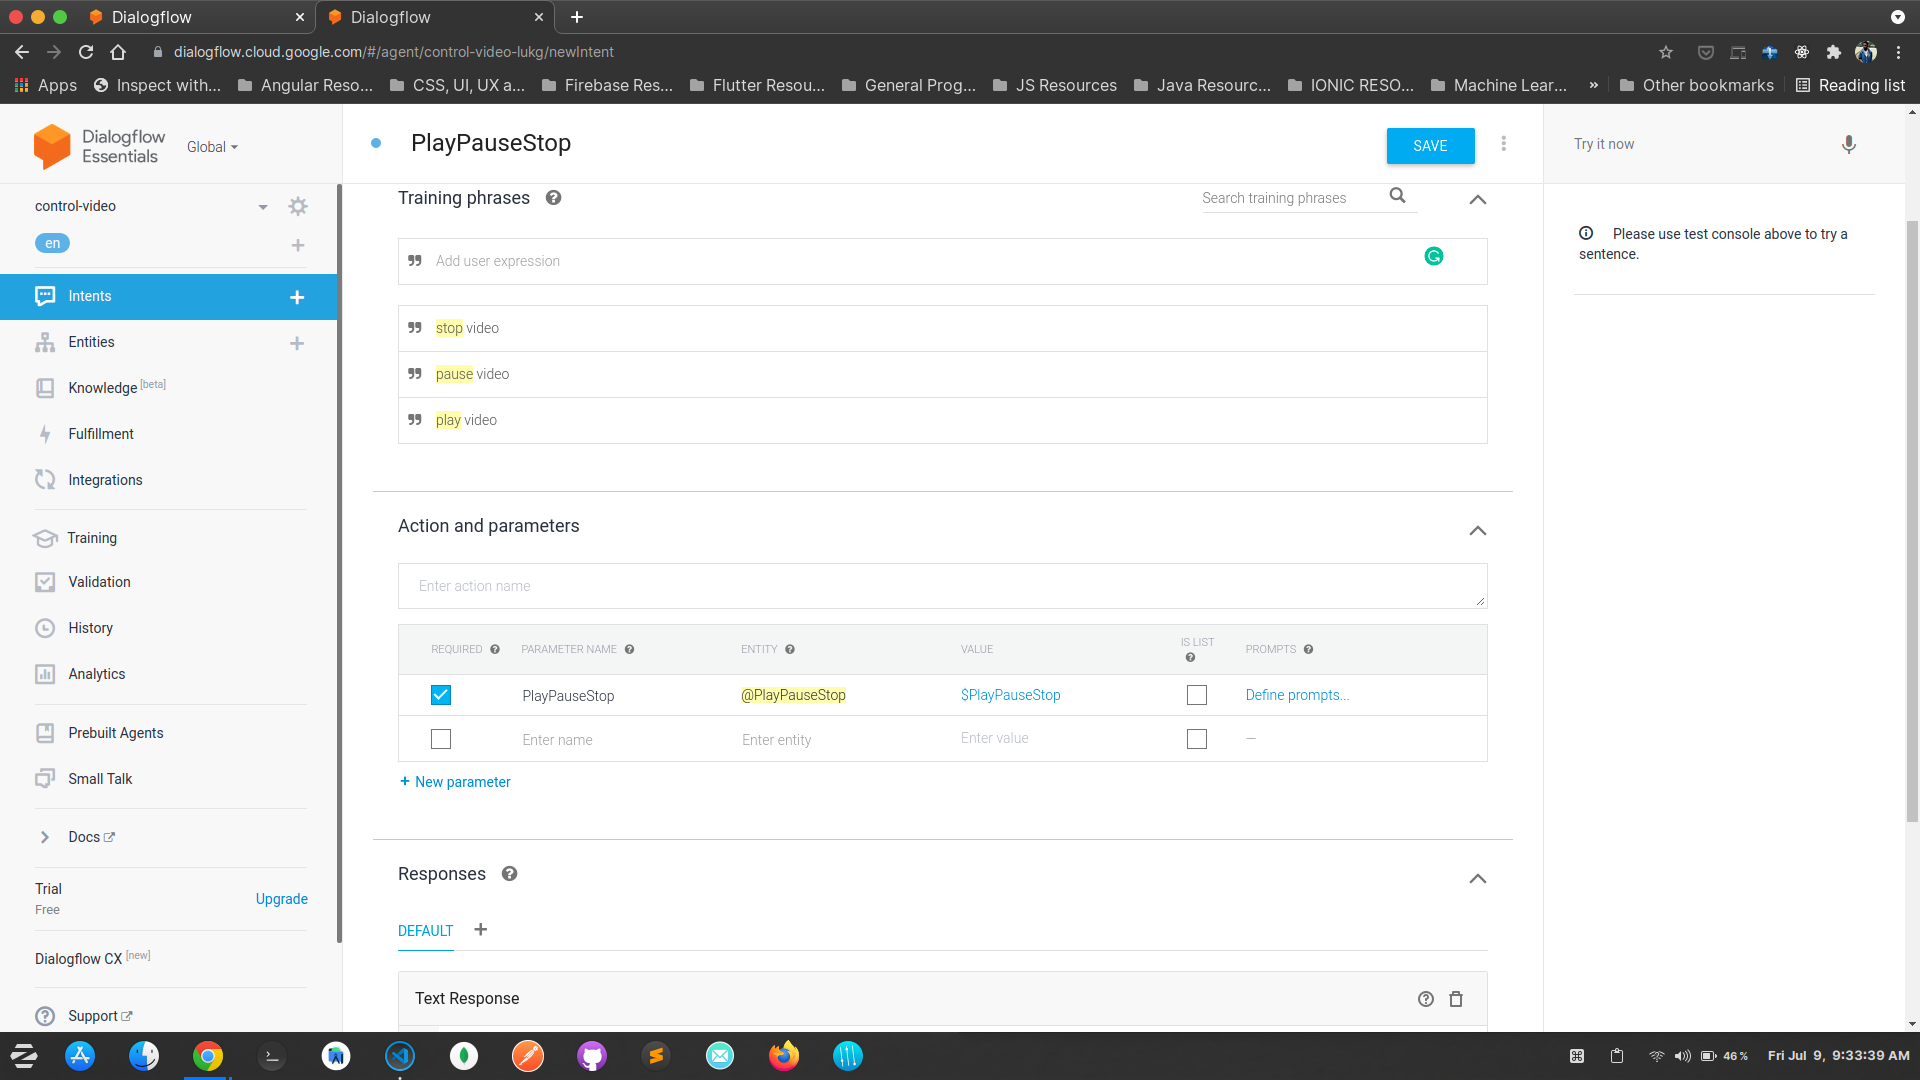 Dialogflow
Dialogflow
dialogflow.cloud.google.com/#/agent/control-video-lukg/newIntent
Apps
Inspect with...
Angular Reso...
CSS, UI, UX a...
Firebase Res...
Flutter Resou...
General Prog...
JS Resources
Java Resourc...
IONIC RESO...
Machine Lear...
»
Other bookmarks
Reading list
Dialogflow
Essentials
Global
control-video
en
Intents
Entities
Knowledge [beta]
Fulfillment
Integrations
Training
Validation
History
Analytics
Prebuilt Agents
Small Talk
Docs
Trial
Free
Upgrade
Dialogflow CX [new]
Support
PlayPauseStop
SAVE
Training phrases
Search training phrases
Add user expression
stop video
pause video
play video
Action and parameters
Enter action name
REQUIRED
PARAMETER NAME
ENTITY
VALUE
IS LIST
PROMPTS
PlayPauseStop
@PlayPauseStop
$PlayPauseStop
Define prompts...
Enter name
Enter entity
Enter value
—
+ New parameter
Responses
DEFAULT
Text Response
Try it now
Please use test console above to try a
sentence.
46 %
Fri Jul 9, 9:33:39 AM